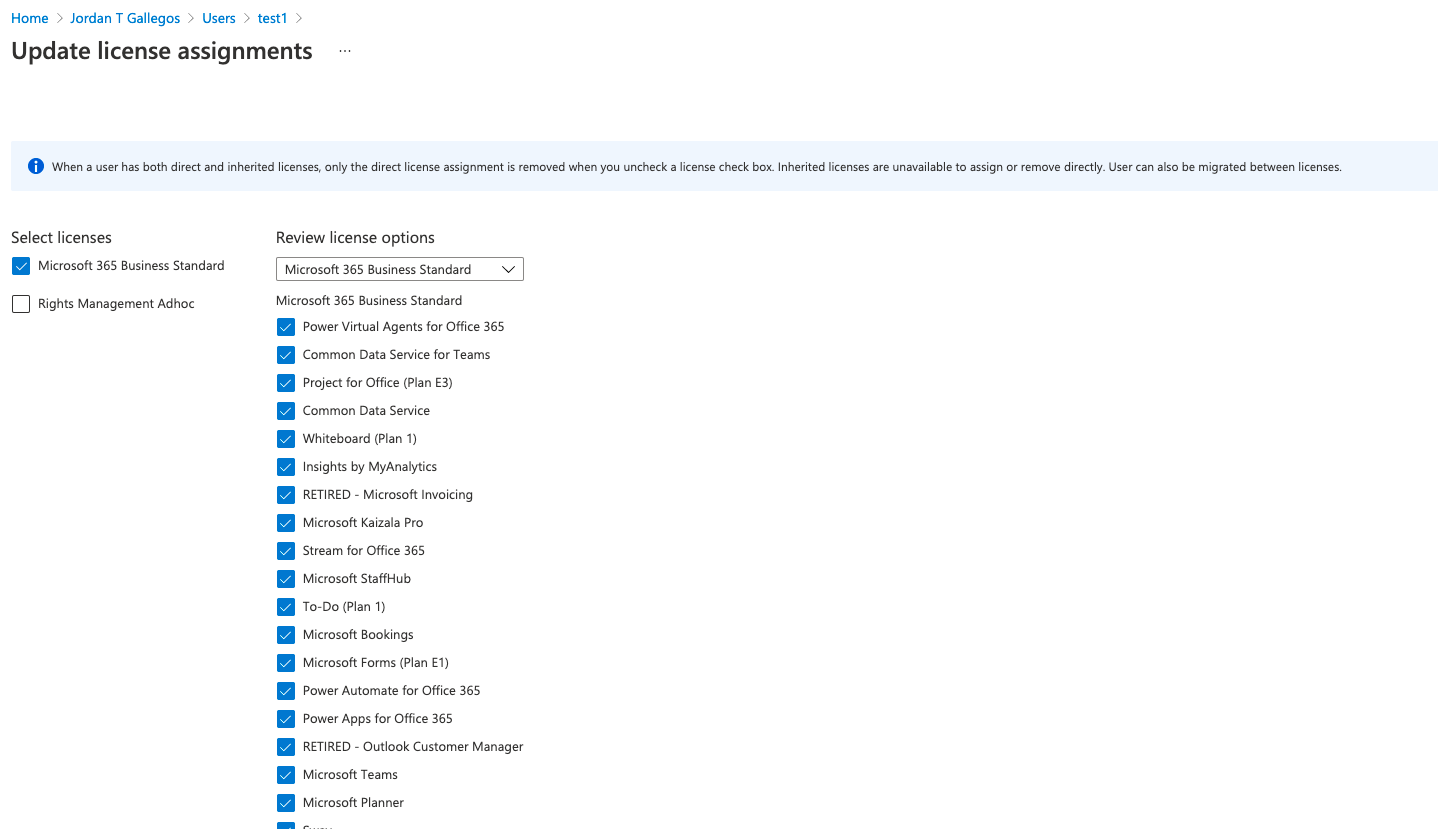 Home > Jordan T Gallegos > Users > test1 >
Update license assignments ...
When a user has both direct and inherited licenses, only the direct license assignment is removed when you uncheck a license check box. Inherited licenses are unavailable to assign or remove directly. User can also be migrated between licenses.
Select licenses
Microsoft 365 Business Standard
Rights Management Adhoc
Review license options
Microsoft 365 Business Standard
Microsoft 365 Business Standard
Power Virtual Agents for Office 365
Common Data Service for Teams
Project for Office (Plan E3)
Common Data Service
Whiteboard (Plan 1)
Insights by MyAnalytics
RETIRED - Microsoft Invoicing
Microsoft Kaizala Pro
Stream for Office 365
Microsoft StaffHub
To-Do (Plan 1)
Microsoft Bookings
Microsoft Forms (Plan E1)
Power Automate for Office 365
Power Apps for Office 365
RETIRED - Outlook Customer Manager
Microsoft Teams
Microsoft Planner